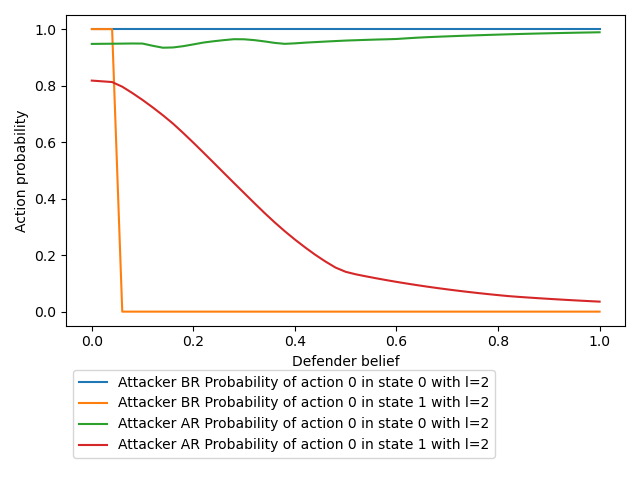 1.0
0.8
0.6
0.4
0.2
0.0
Action probability
0.0 0.2 0.4 0.6 0.8 1.0
Defender belief
Attacker BR Probability of action 0 in state 0 with l=2
Attacker BR Probability of action 0 in state 1 with l=2
Attacker AR Probability of action 0 in state 0 with l=2
Attacker AR Probability of action 0 in state 1 with l=2